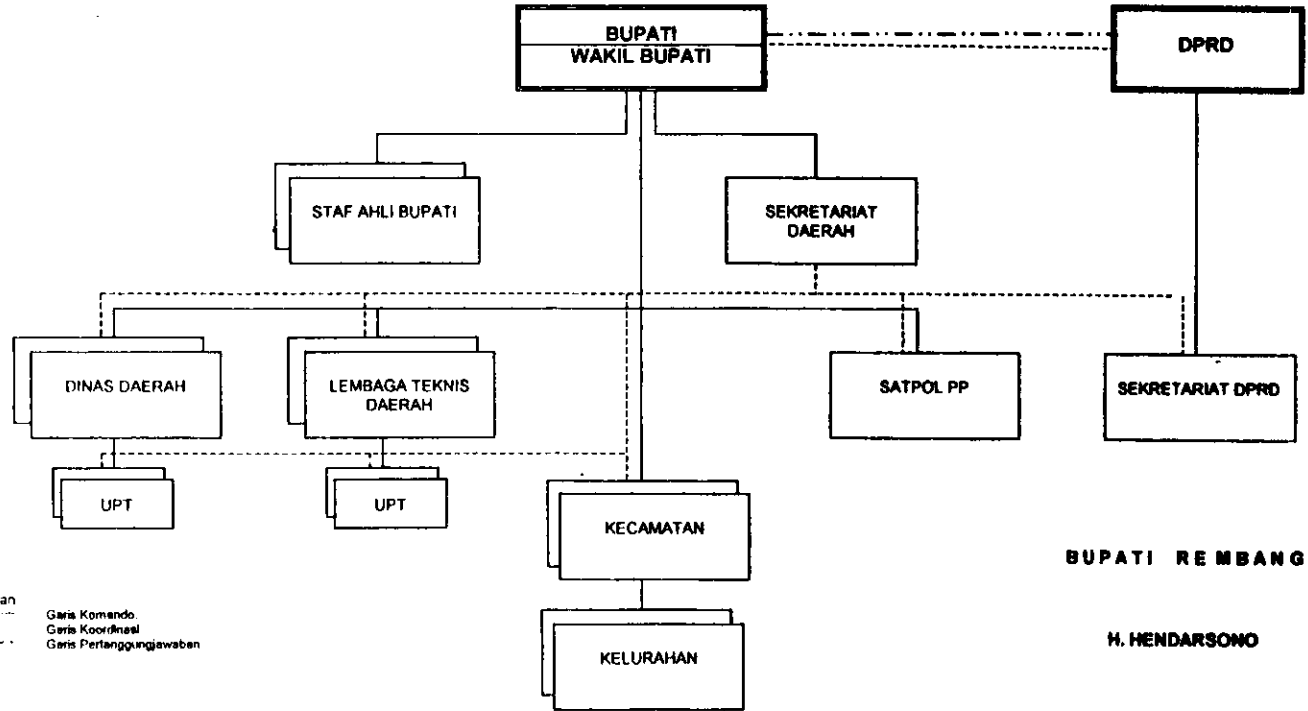 BUPATI
WAKIL BUPATI
DPRD
STAF AHLI BUPATI
SEKRETARIAT
DAERAH
DINAS DAERAH
LEMBAGA TEKNIS
DAERAH
SATPOL PP
SEKRETARIAT DPRD
UPT
UPT
KECAMATAN
KELURAHAN
an
Garis Komando.
Garis Koordinasi
Garis Pertanggungjawaban
BUPATI REMBANG
H. HENDARSONO